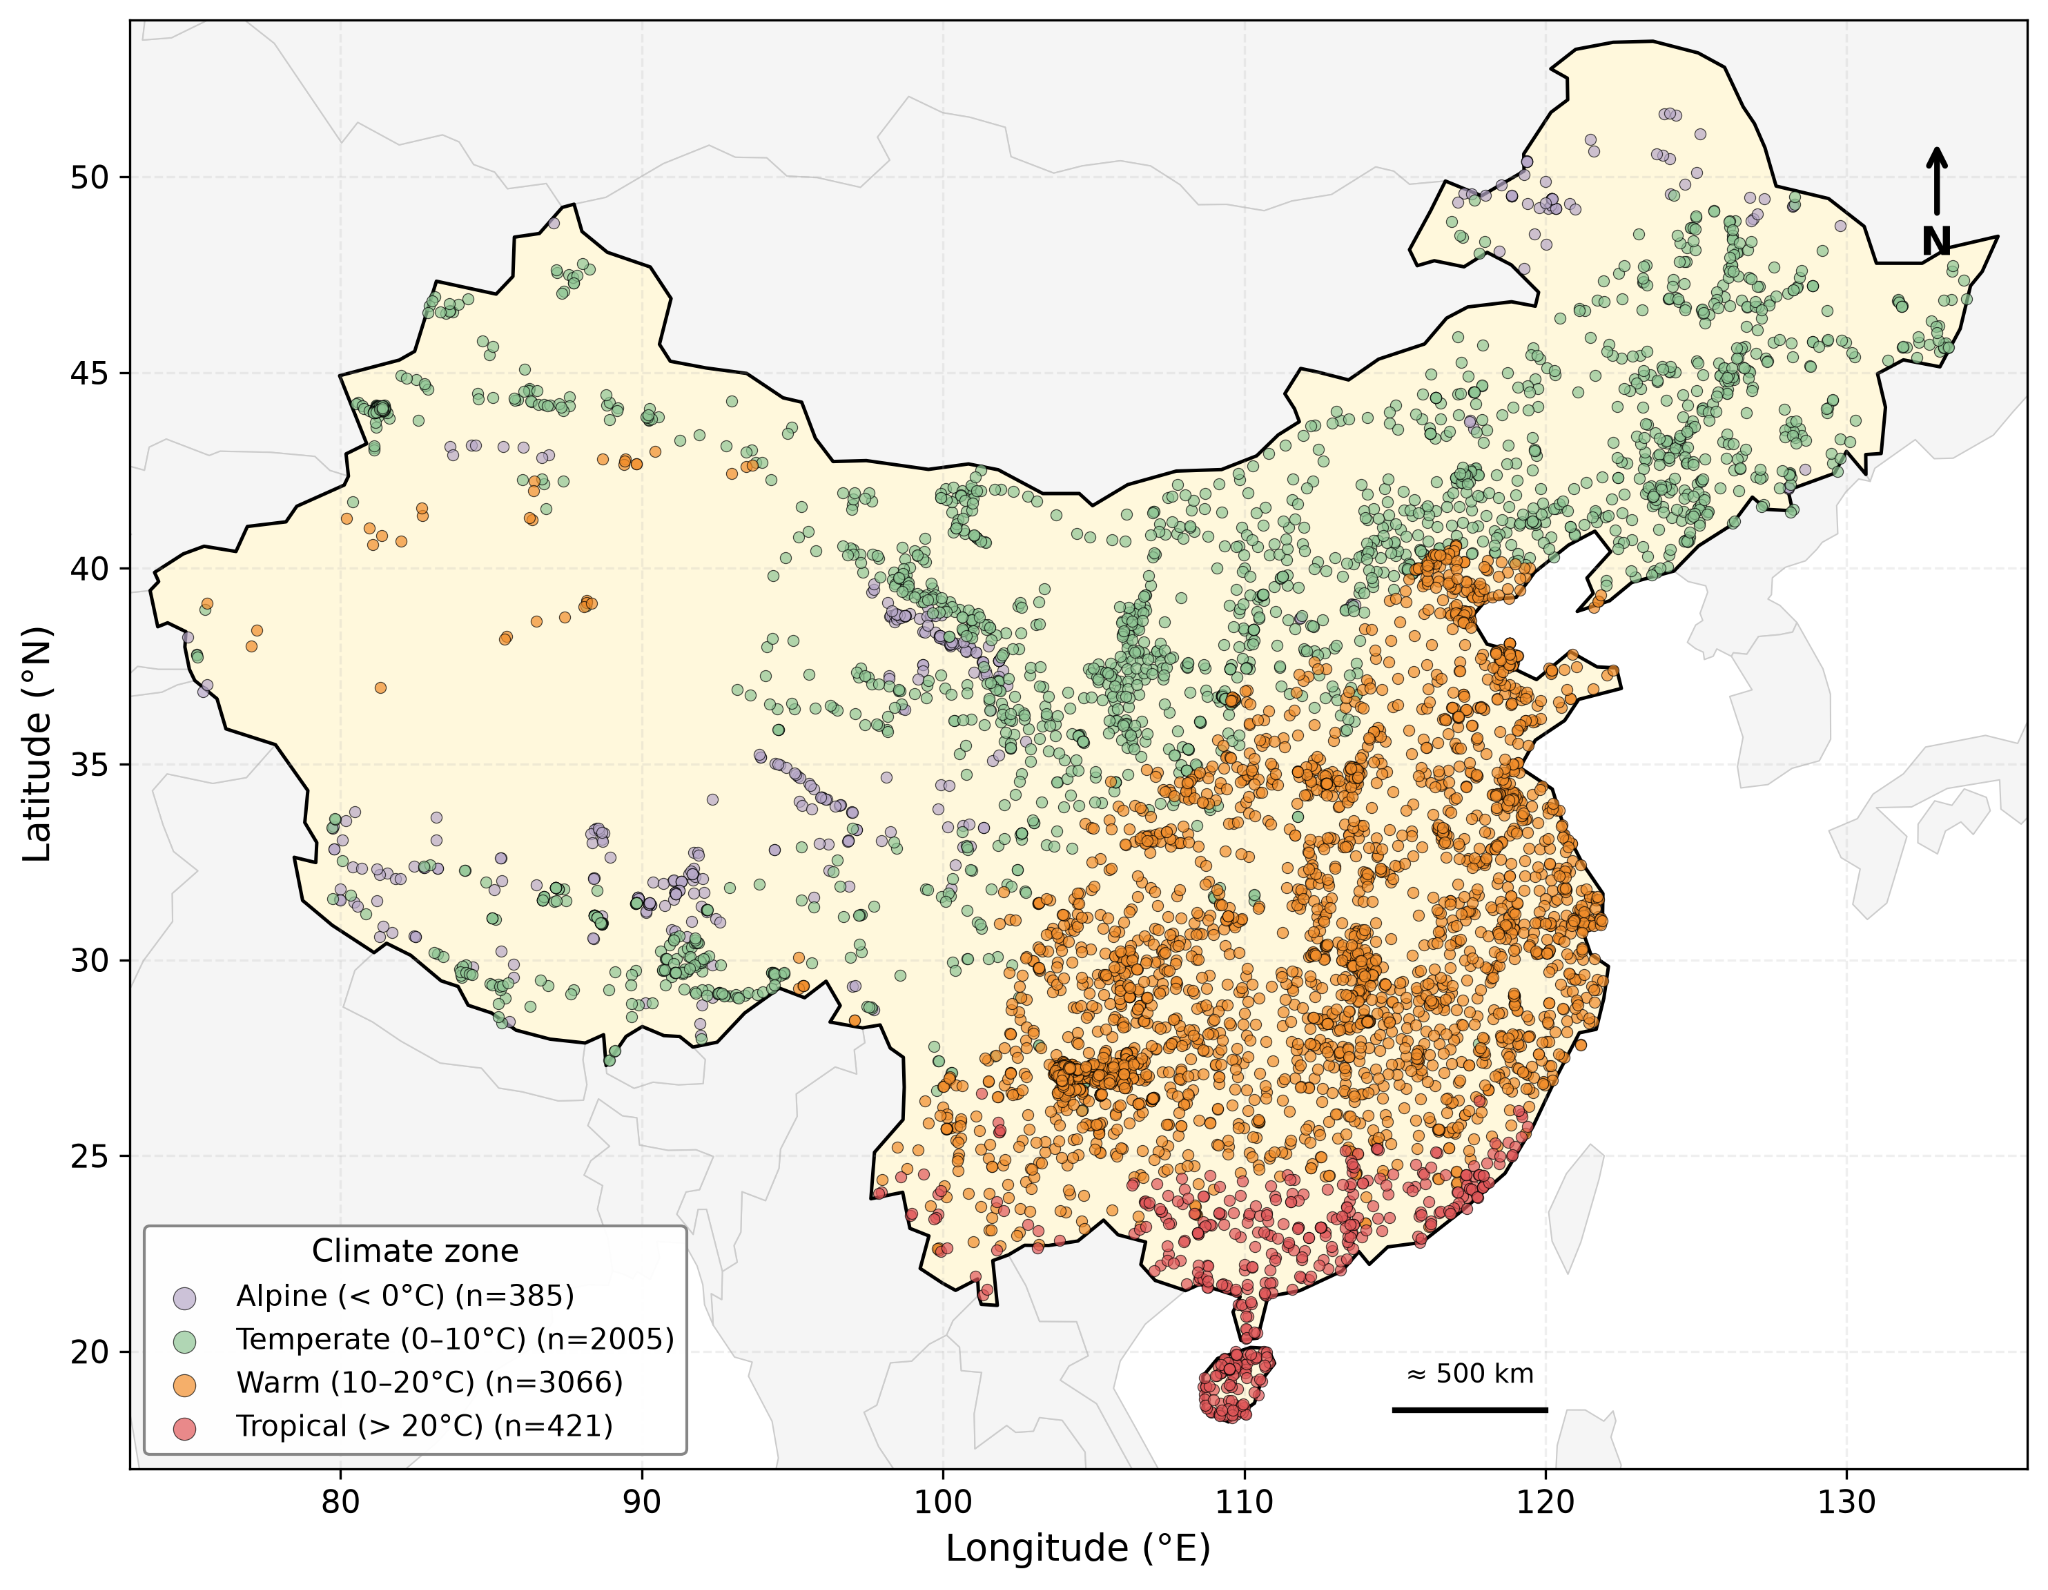 50
45
40
35
30
25
20
Latitude (°N)
N
Climate zone
Alpine (< 0°C) (n=385)
Temperate (0–10°C) (n=2005)
Warm (10–20°C) (n=3066)
Tropical (> 20°C) (n=421)
≈ 500 km
80
90
100
110
120
130
Longitude (°E)